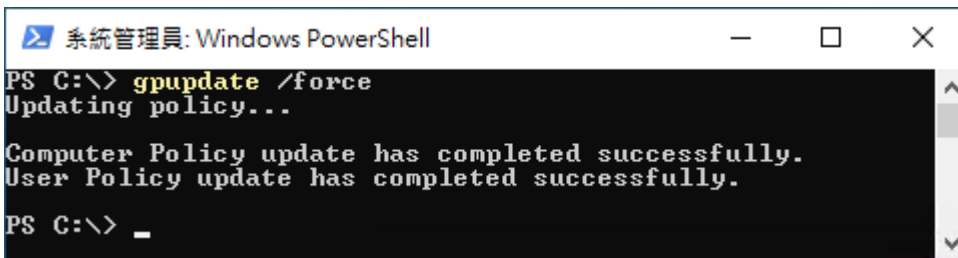 系統管理員: Windows PowerShell
PS C:\> gpupdate /force
Updating policy...
Computer Policy update has completed successfully.
User Policy update has completed successfully.
PS C:\> _